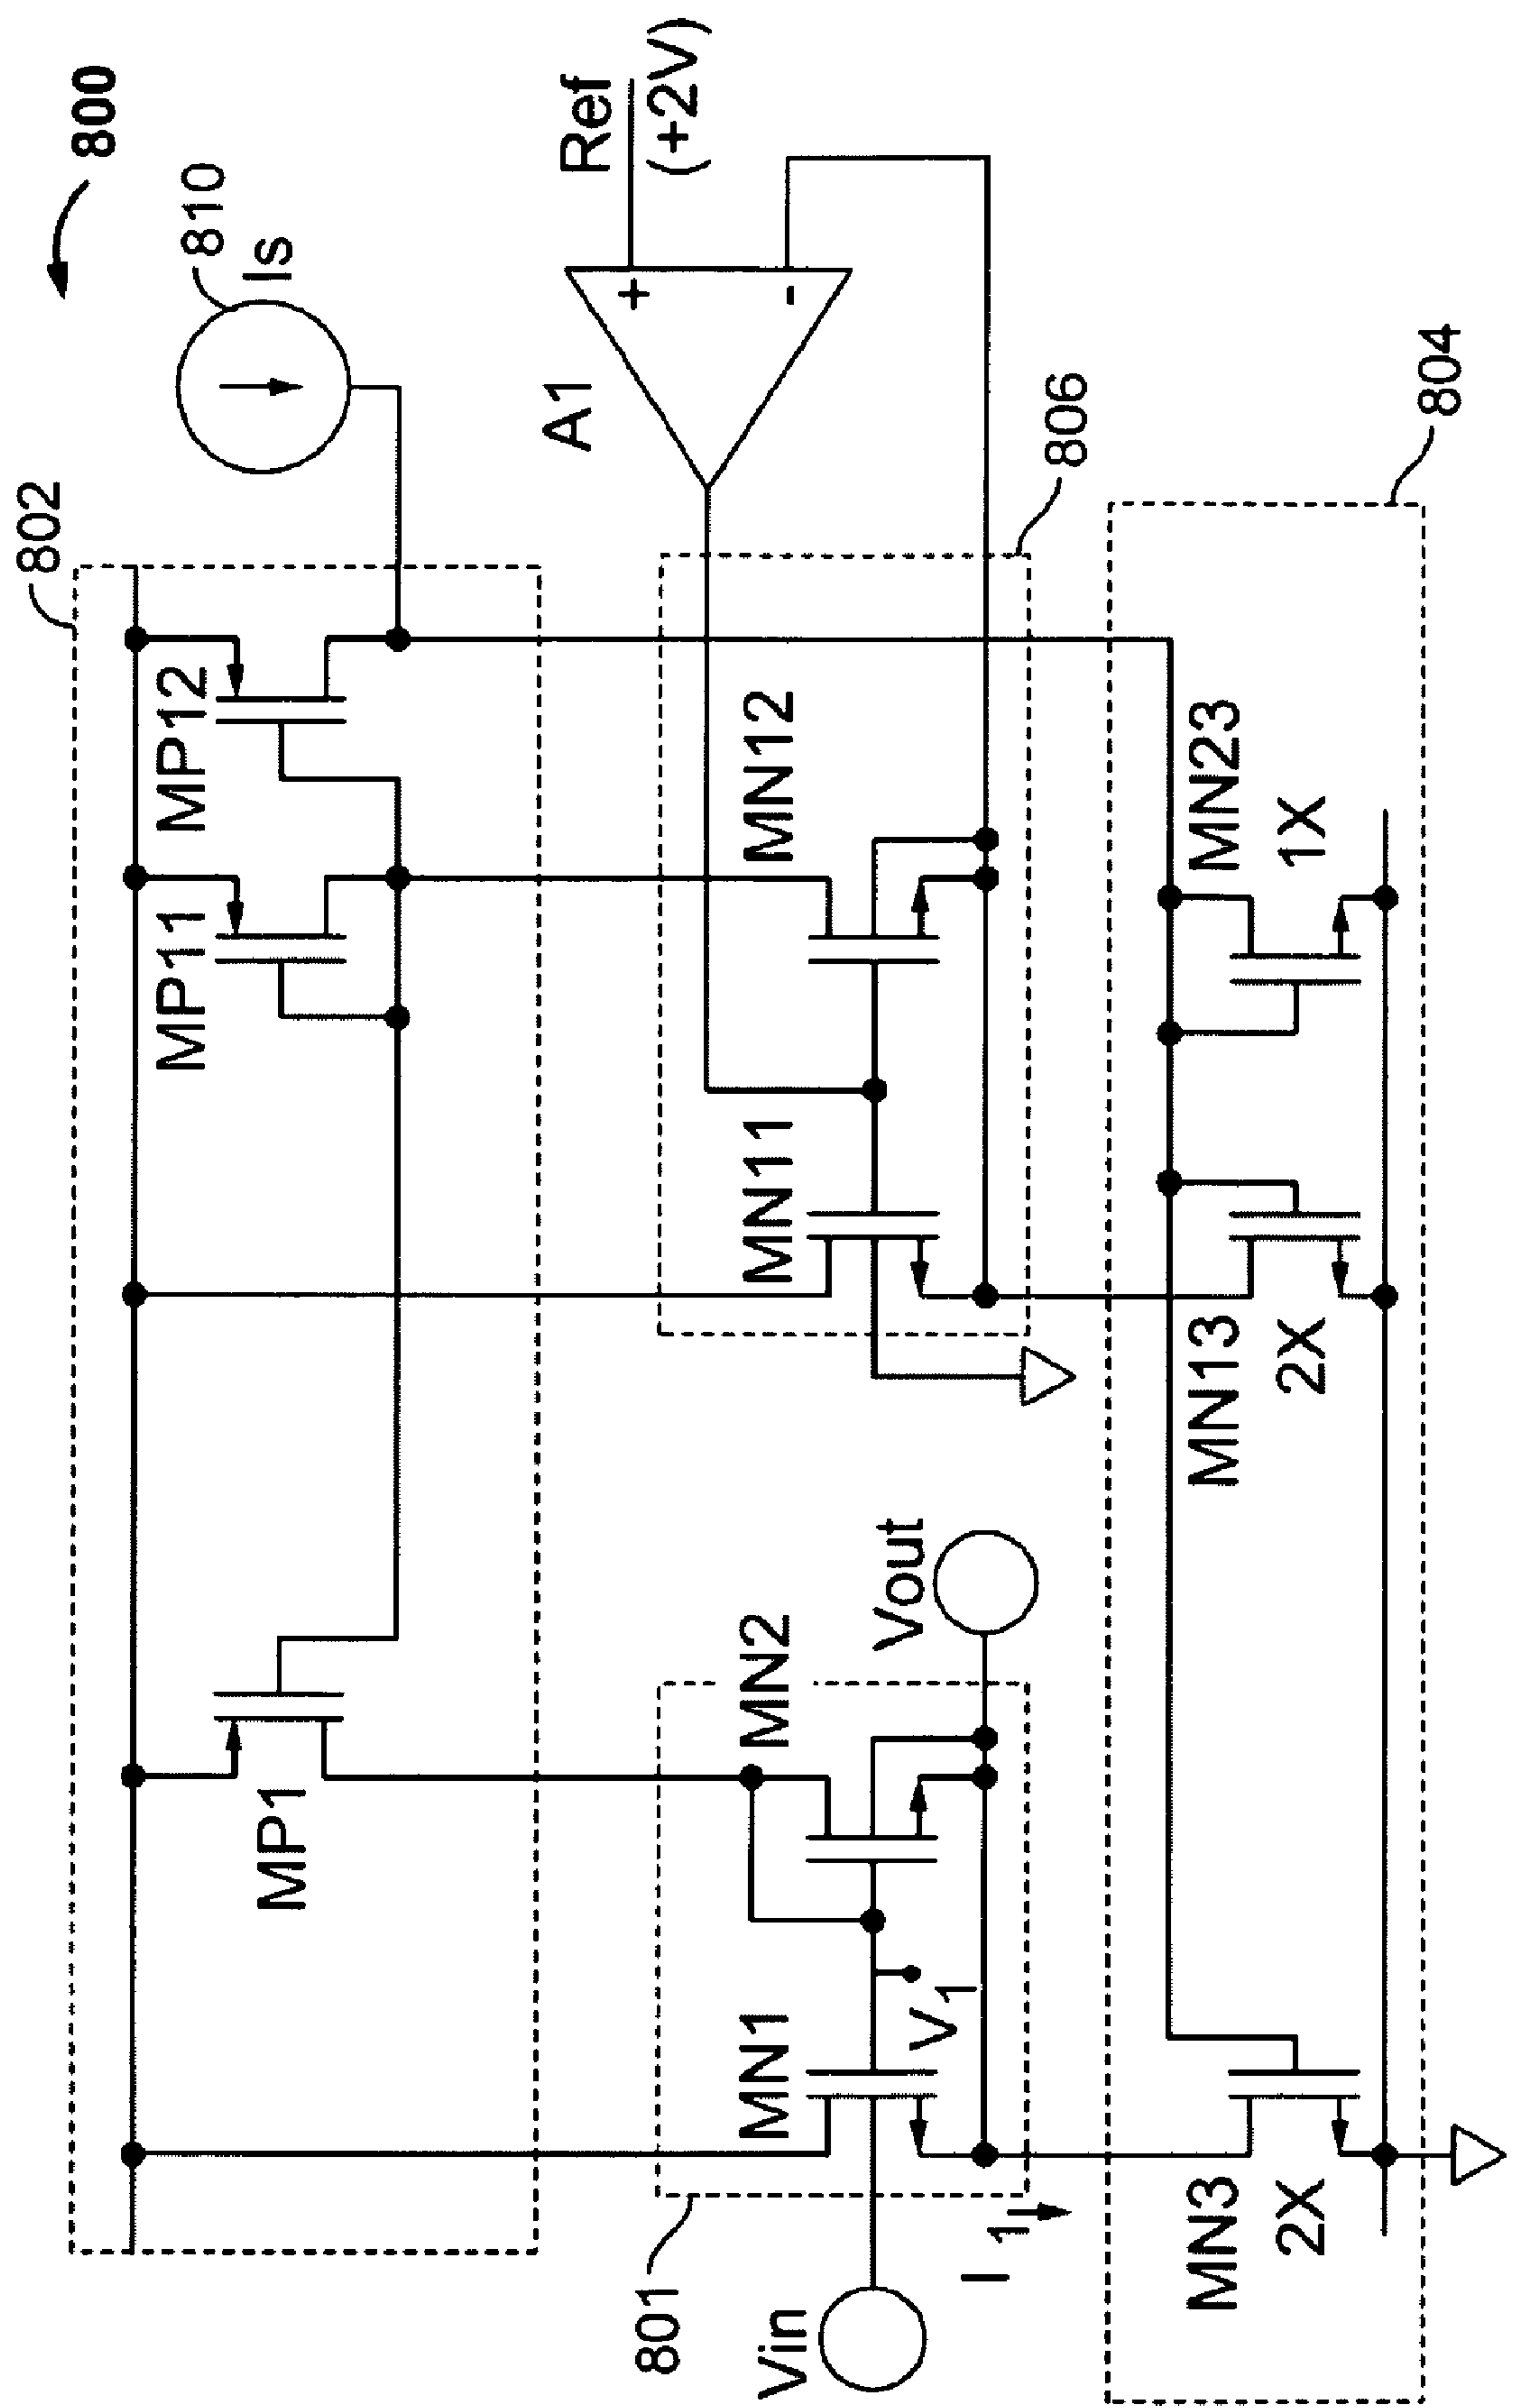 800
802
810
Is
MP1
MP11
MP12
Ref
(+2V)
+
-
A1
801
Vin
MN1
V1
MN2
Vout
I1
MN11
MN12
806
804
MN3
2X
MN13
2X
MN23
1X